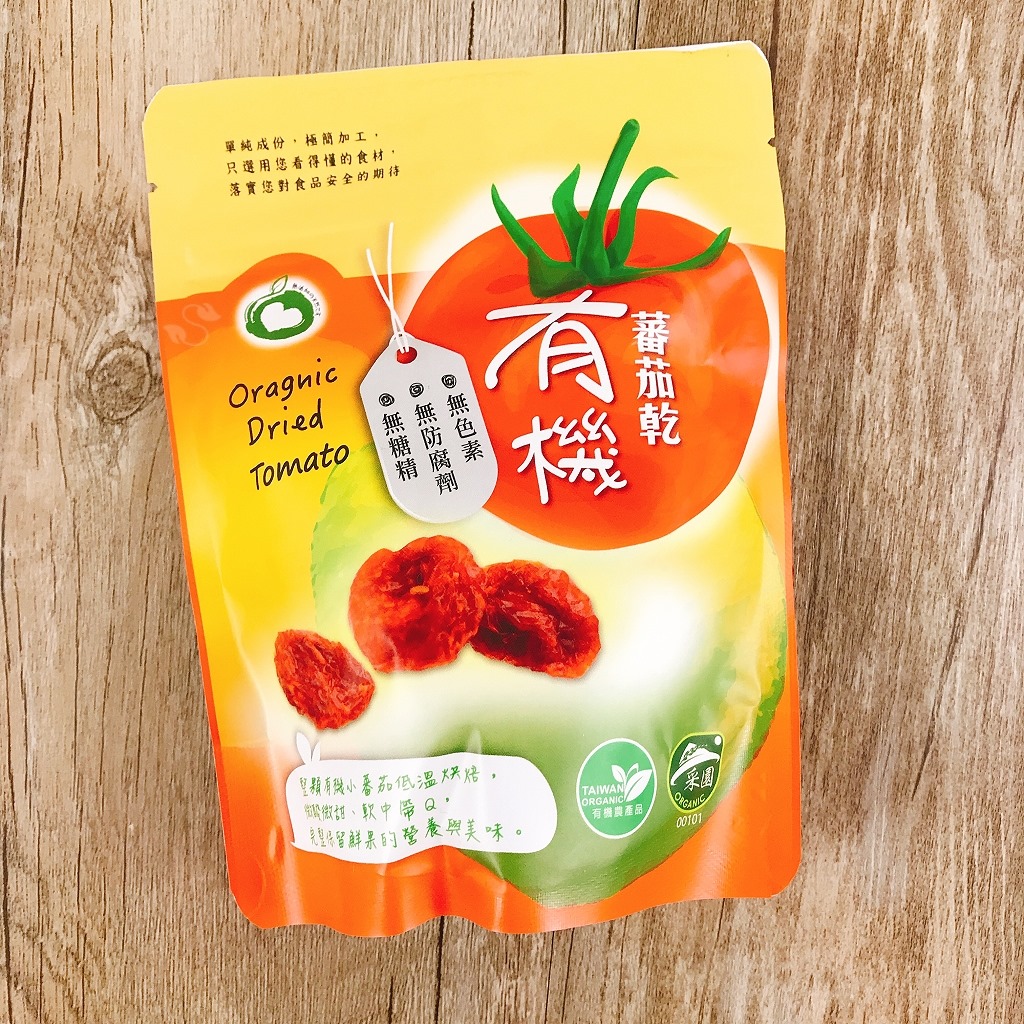 單純成份，極簡加工，
只選用您看得懂的食材，
落實您對食品安全的期待
Oragnic
Dried
Tomato
有機
蕃茄乾
◎無色素
◎無防腐劑
◎無糖精
整顆有機小蕃茄低溫烘焙，
微酸微甜、軟中帶Q，
完整保留鮮果的營養與美味。
TAIWAN
ORGANIC
有機農產品
采園
ORGANIC
00101